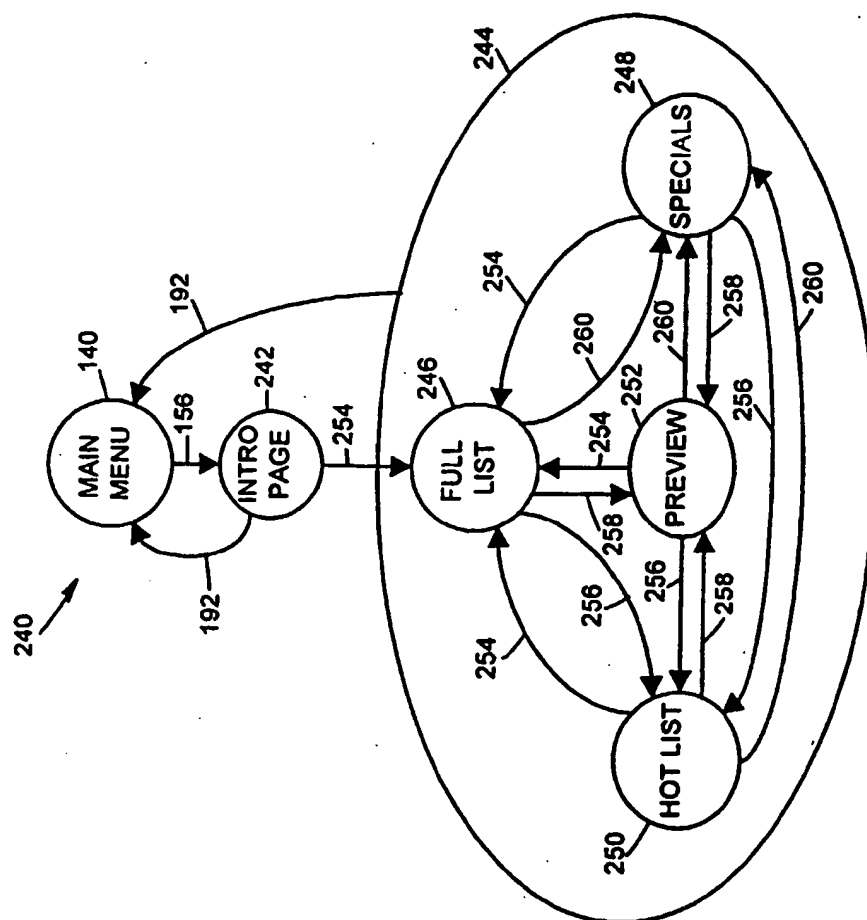 240
MAIN
MENU
140
192
156
INTRO
PAGE
242
192
254
246
FULL
LIST
244
254
254
256
260
258
254
250
252
248
256
260
HOT LIST
PREVIEW
SPECIALS
258
258
256
260